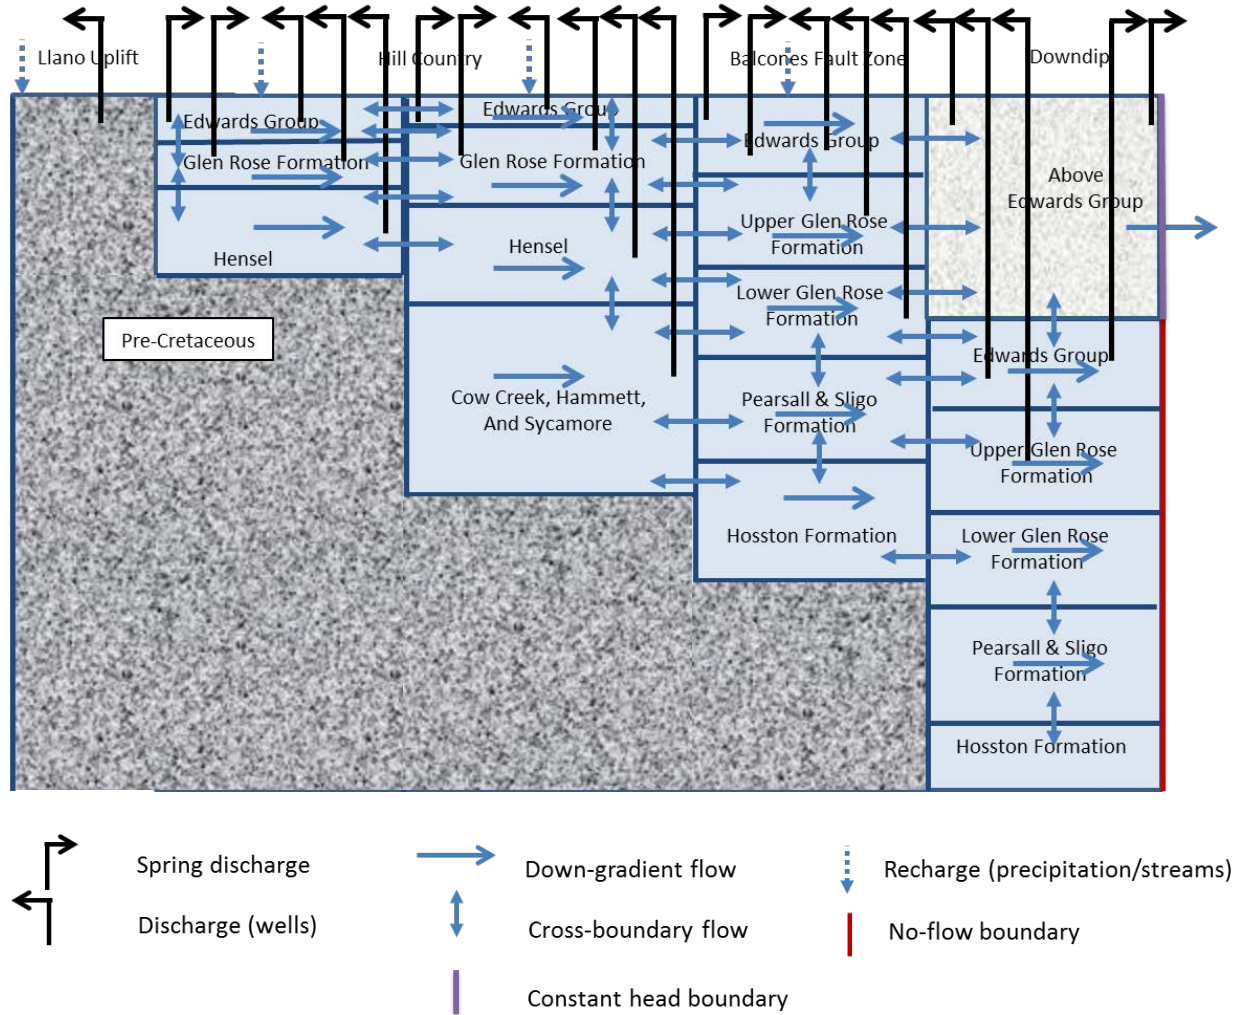 Llano Uplift
Hill Country
Balcones Fault Zone
Downdip
Edwards Group
Glen Rose Formation
Hensel
Pre-Cretaceous
Edwards Group
Glen Rose Formation
Hensel
Cow Creek, Hammett,
And Sycamore
Edwards Group
Upper Glen Rose
Formation
Lower Glen Rose
Formation
Pearsall & Sligo
Formation
Hosston Formation
Above
Edwards Group
Edwards Group
Upper Glen Rose
Formation
Lower Glen Rose
Formation
Pearsall & Sligo
Formation
Hosston Formation
Spring discharge
Discharge (wells)
Down-gradient flow
Cross-boundary flow
Constant head boundary
Recharge (precipitation/streams)
No-flow boundary